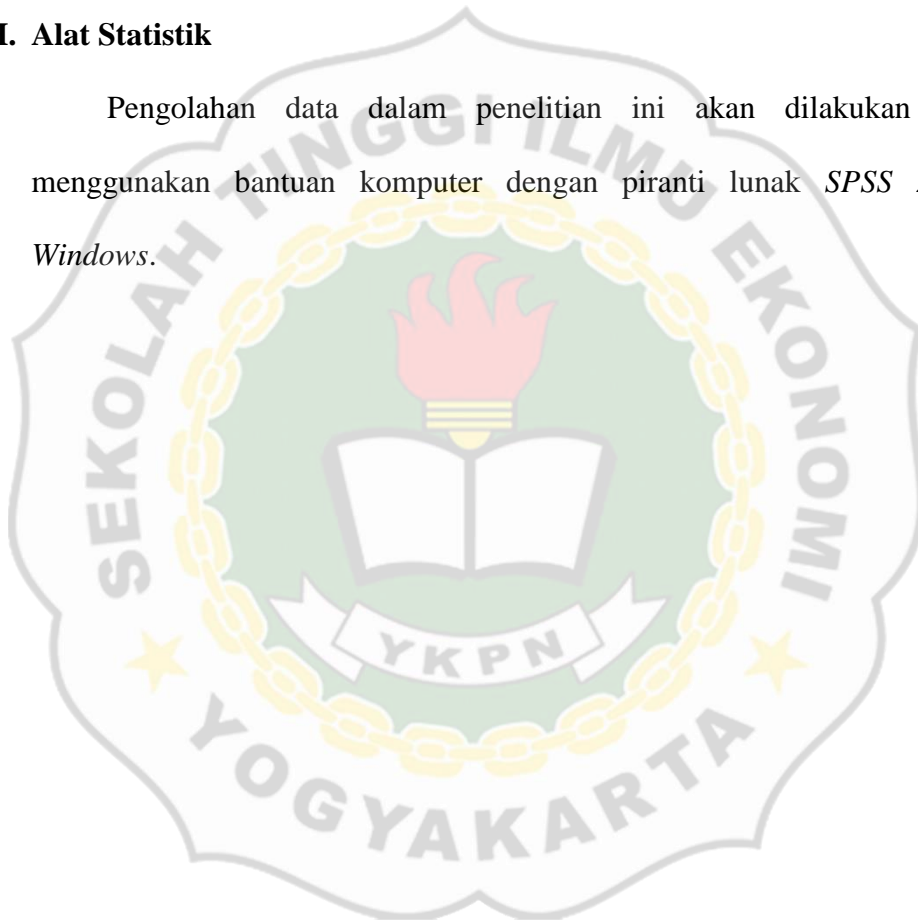 I. Alat Statistik
Pengolahan data dalam penelitian ini akan dilakukan
menggunakan bantuan komputer dengan piranti lunak SPSS
Windows.
SEKOLAH TINGGI ILMU EKONOMI
YKPN
YOGYAKARTA